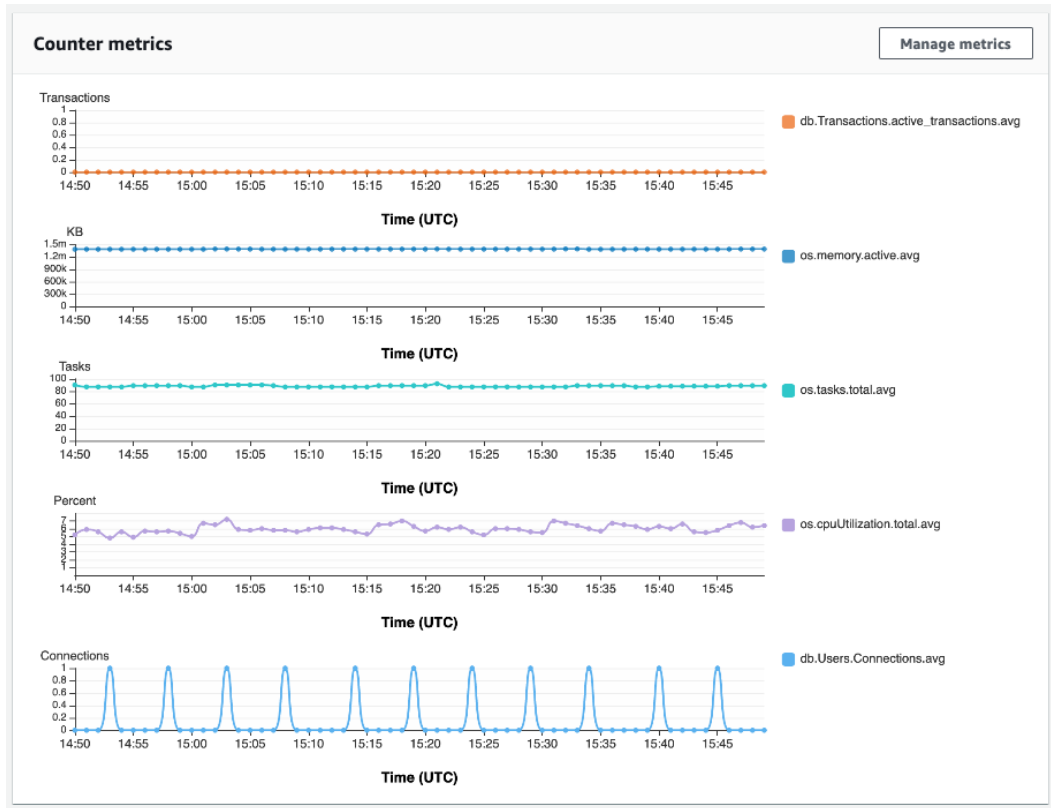 Counter metrics
Manage metrics
Transactions
1
0.8
0.6
0.4
0.2
0
14:50 14:55 15:00 15:05 15:10 15:15 15:20 15:25 15:30 15:35 15:40 15:45
Time (UTC)
db.Transactions.active_transactions.avg
KB
1.5m
1.2m
900k
600k
300k
0
14:50 14:55 15:00 15:05 15:10 15:15 15:20 15:25 15:30 15:35 15:40 15:45
Time (UTC)
os.memory.active.avg
Tasks
100
80
60
40
20
0
14:50 14:55 15:00 15:05 15:10 15:15 15:20 15:25 15:30 15:35 15:40 15:45
Time (UTC)
os.tasks.total.avg
Percent
7
6
5
4
3
2
1
14:50 14:55 15:00 15:05 15:10 15:15 15:20 15:25 15:30 15:35 15:40 15:45
Time (UTC)
os.cpuUtilization.total.avg
Connections
1
0.8
0.6
0.4
0.2
0
14:50 14:55 15:00 15:05 15:10 15:15 15:20 15:25 15:30 15:35 15:40 15:45
Time (UTC)
db.Users.Connections.avg